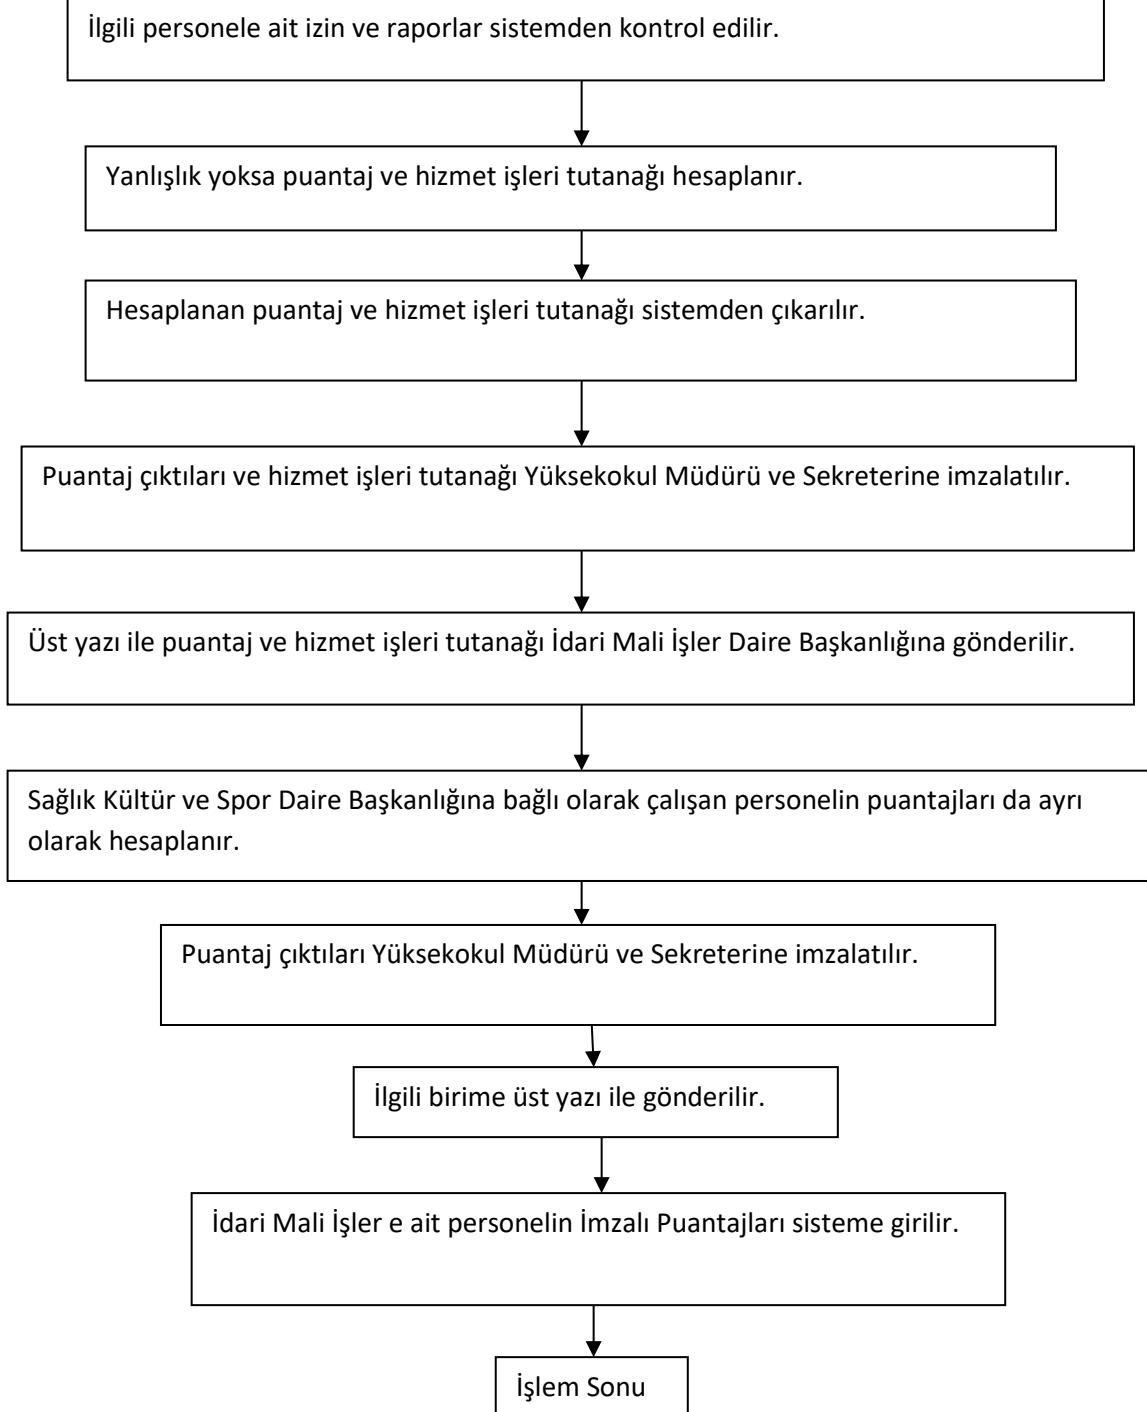 İlgili personele ait izin ve raporlar sistemden kontrol edilir.
Yanlışlık yoksa puantaj ve hizmet işleri tutanağı hesaplanır.
Hesaplanan puantaj ve hizmet işleri tutanağı sistemden çıkarılır.
Puantaj çıktıları ve hizmet işleri tutanağı Yüksekokul Müdürü ve Sekreterine imzalatılır.
Üst yazı ile puantaj ve hizmet işleri tutanağı İdari Mali İşler Daire Başkanlığına gönderilir.
Sağlık Kültür ve Spor Daire Başkanlığına bağlı olarak çalışan personelin puantajları da ayrı
olarak hesaplanır.
Puantaj çıktıları Yüksekokul Müdürü ve Sekreterine imzalatılır.
İlgili birime üst yazı ile gönderilir.
İdari Mali İşler e ait personelin İmzalı Puantajları sisteme girilir.
İşlem Sonu